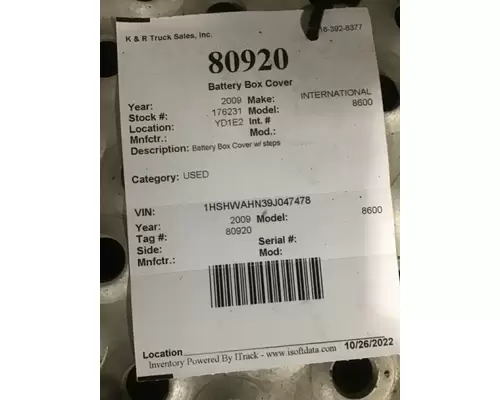 K & R Truck Sales, Inc. 16-392-8377
80920
Battery Box Cover
Year: 2009 Make: INTERNATIONAL
Stock #: 176231 Model: 8600
Location: YD1E2 Int. #
Mnfctr.: Mod.:
Description: Battery Box Cover w/ steps
Category: USED
VIN: 1HSHWAHN39J047478
Year: 2009 Model: 8600
Tag #: 80920
Side: Serial #:
Mnfctr.: Mod:
Location
Inventory Powered By ITrack - www.isoftdata.com 10/26/2022